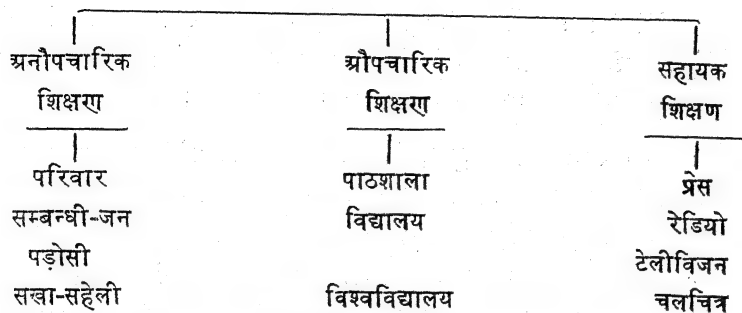 अनौपचारिक औपचारिक सहायक
शिक्षण शिक्षण शिक्षण
परिवार पाठशाला प्रेस
सम्बन्धी-जन विद्यालय रेडियो
पड़ोसी टेलीविजन
सखा-सहेली विश्वविद्यालय चलचित्र